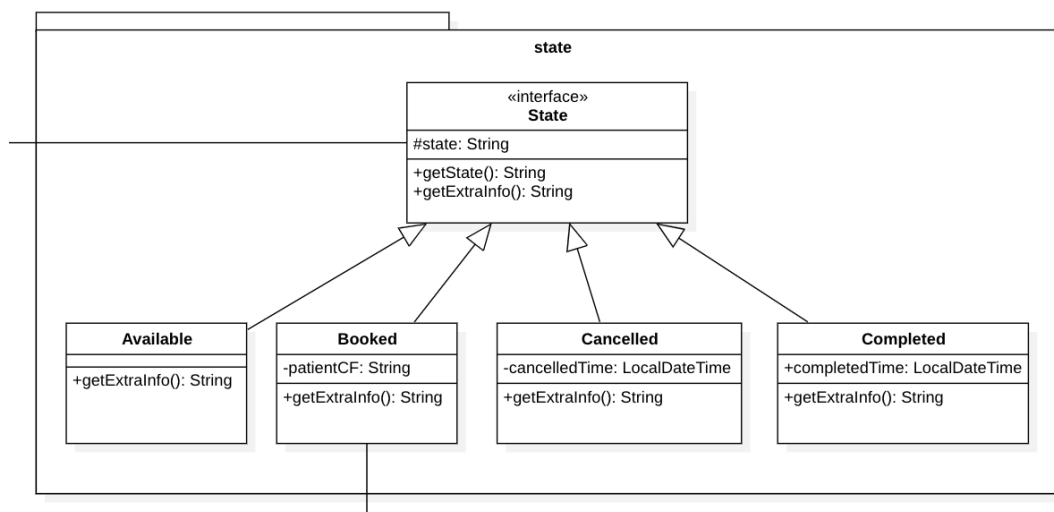 state
«interface»
State
#state: String
+getState(): String
+getExtraInfo(): String
Available
+getExtraInfo(): String
Booked
-patientCF: String
+getExtraInfo(): String
Cancelled
-cancelledTime: LocalDateTime
+getExtraInfo(): String
Completed
+completedTime: LocalDateTime
+getExtraInfo(): String